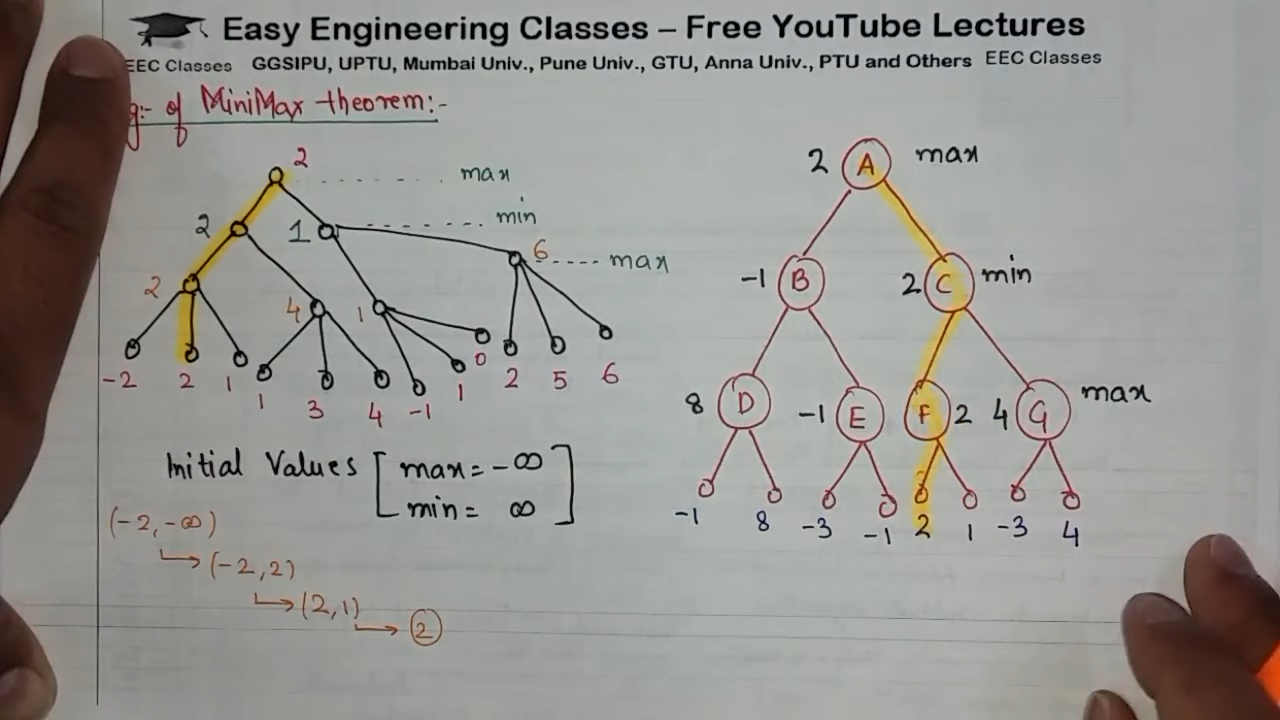 Easy Engineering Classes – Free YouTube Lectures
EEC Classes GGSIPU, UPTU, Mumbai Univ., Pune Univ., GTU, Anna Univ., PTU and Others EEC Classes
g:- of MiniMax theorem:-
2 max
2 1 min
2 4 1 6 max
-2 2 1 1 3 4 -1 1 0 2 5 6
Initial Values [ max = -∞
min = ∞ ]
(-2, -∞)
(-2, 2)
(2, 1)
2
2 A max
-1 B 2 C min
8 D -1 E F 2 4 G max
-1 8 -3 -1 2 1 -3 4